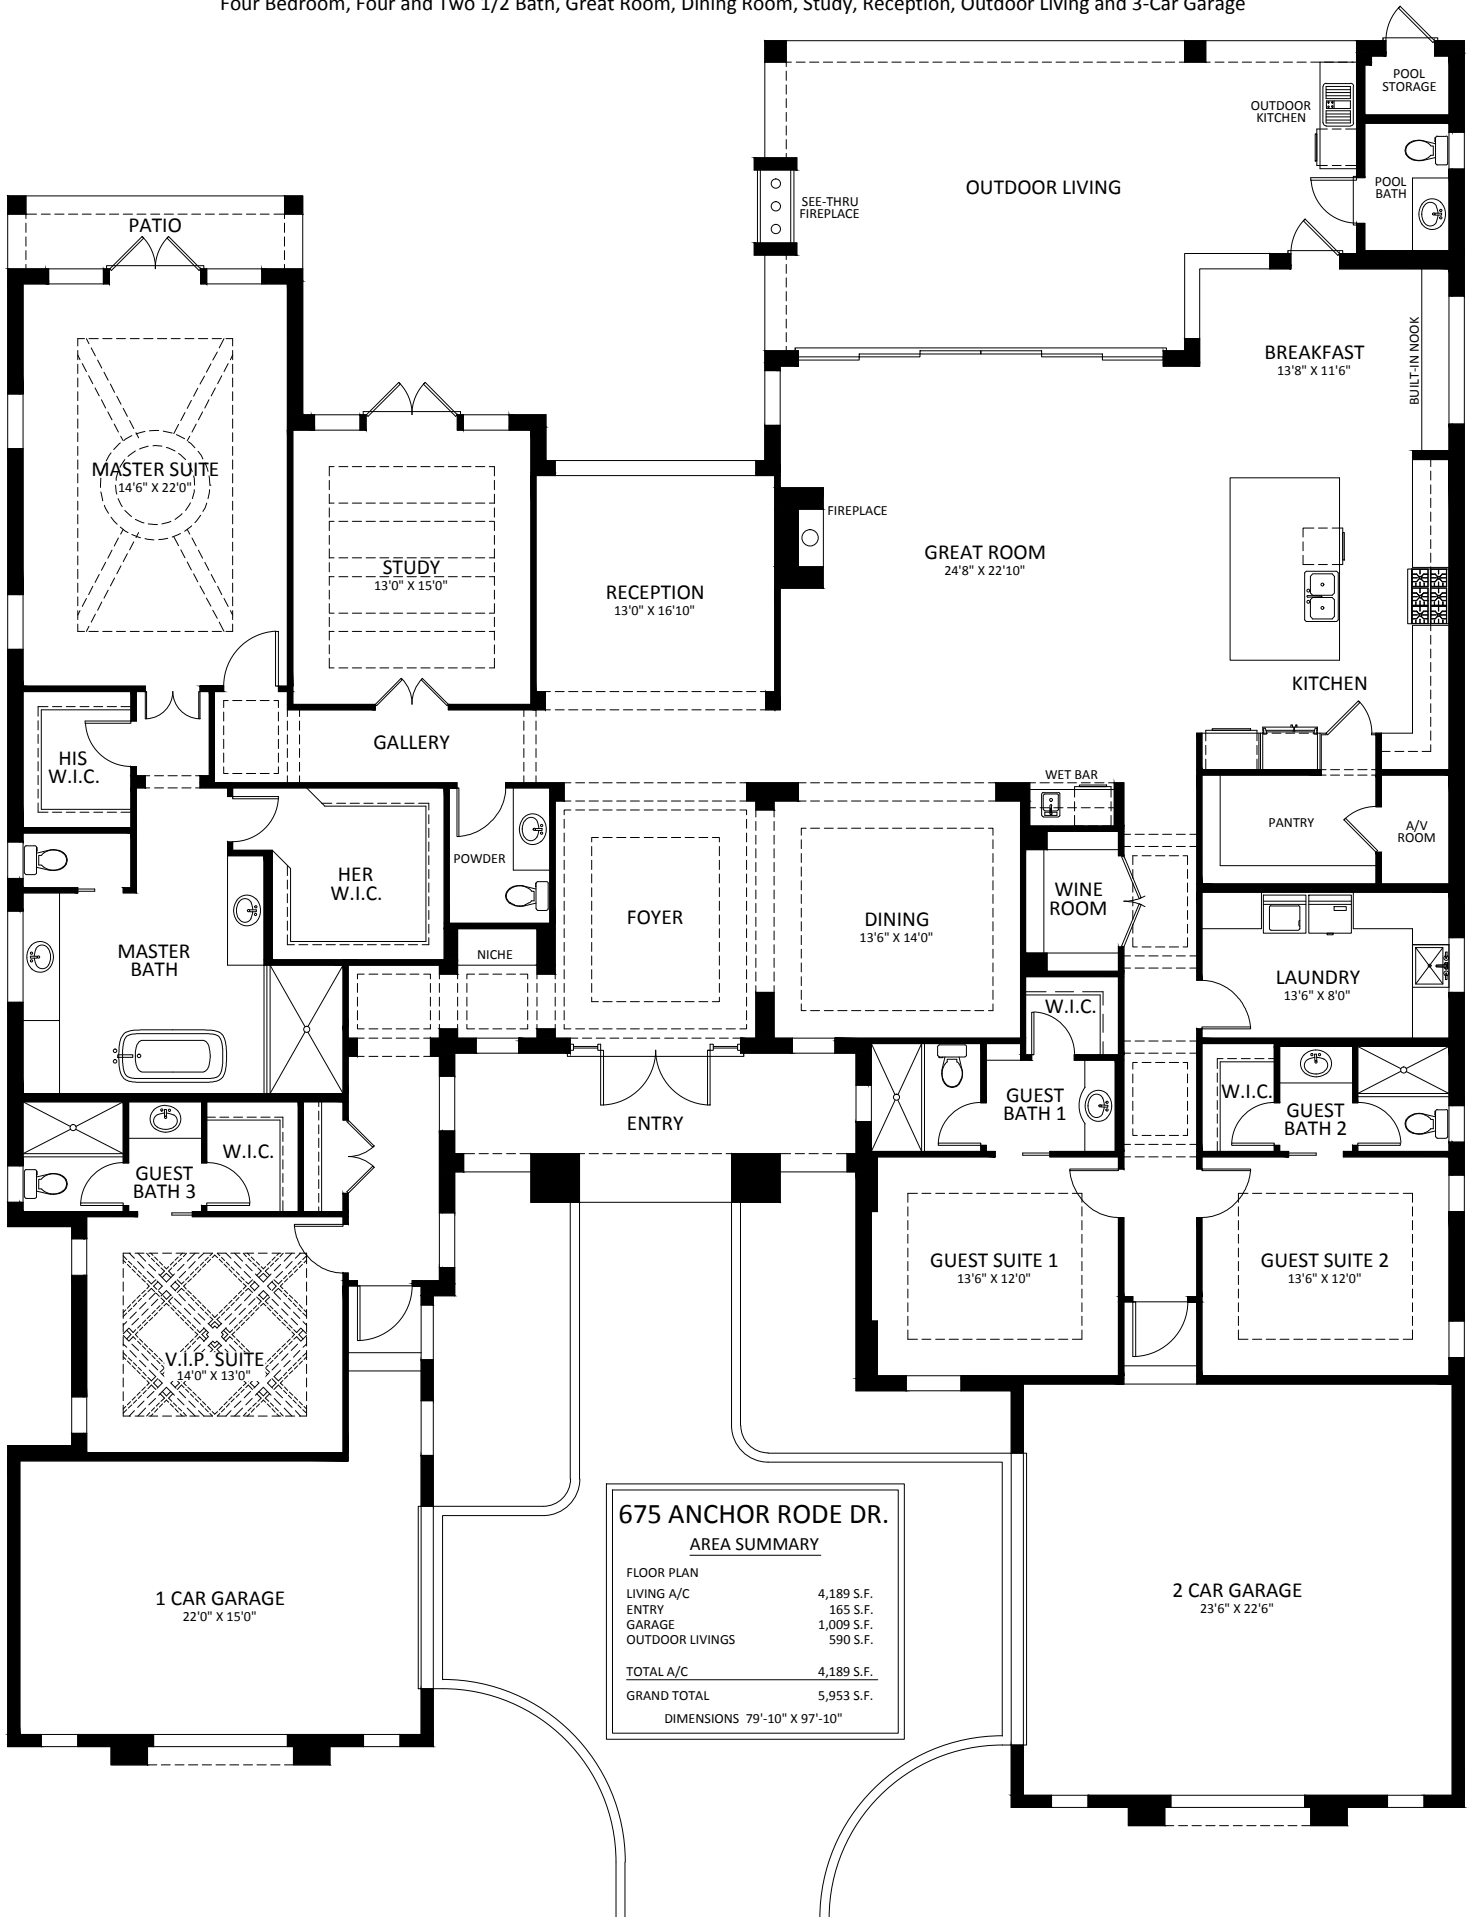 Four Bedroom, Four and Two 1/2 Bath, Great Room, Dining Room, Study, Reception, Outdoor Living and 3-Car Garage
POOL
STORAGE
OUTDOOR
KITCHEN
POOL
BATH
OUTDOOR LIVING
SEE-THRU
FIREPLACE
PATIO
BREAKFAST
13'8" X 11'6"
BUILT-IN NOOK
MASTER SUITE
14'6" X 22'0"
FIREPLACE
GREAT ROOM
24'8" X 22'10"
STUDY
13'0" X 15'0"
RECEPTION
13'0" X 16'10"
KITCHEN
GALLERY
HIS
W.I.C.
WET BAR
PANTRY
A/V
ROOM
POWDER
HER
W.I.C.
WINE
ROOM
FOYER
DINING
13'6" X 14'0"
MASTER
BATH
NICHE
LAUNDRY
13'6" X 8'0"
W.I.C.
GUEST
BATH 1
W.I.C.
GUEST
BATH 2
ENTRY
W.I.C.
GUEST
BATH 3
GUEST SUITE 1
13'6" X 12'0"
GUEST SUITE 2
13'6" X 12'0"
V.I.P. SUITE
14'0" X 13'0"
675 ANCHOR RODE DR.
AREA SUMMARY
FLOOR PLAN
LIVING A/C 4,189 S.F.
ENTRY 165 S.F.
GARAGE 1,009 S.F.
OUTDOOR LIVINGS 590 S.F.
TOTAL A/C 4,189 S.F.
GRAND TOTAL 5,953 S.F.
DIMENSIONS 79'-10" X 97'-10"
1 CAR GARAGE
22'0" X 15'0"
2 CAR GARAGE
23'6" X 22'6"